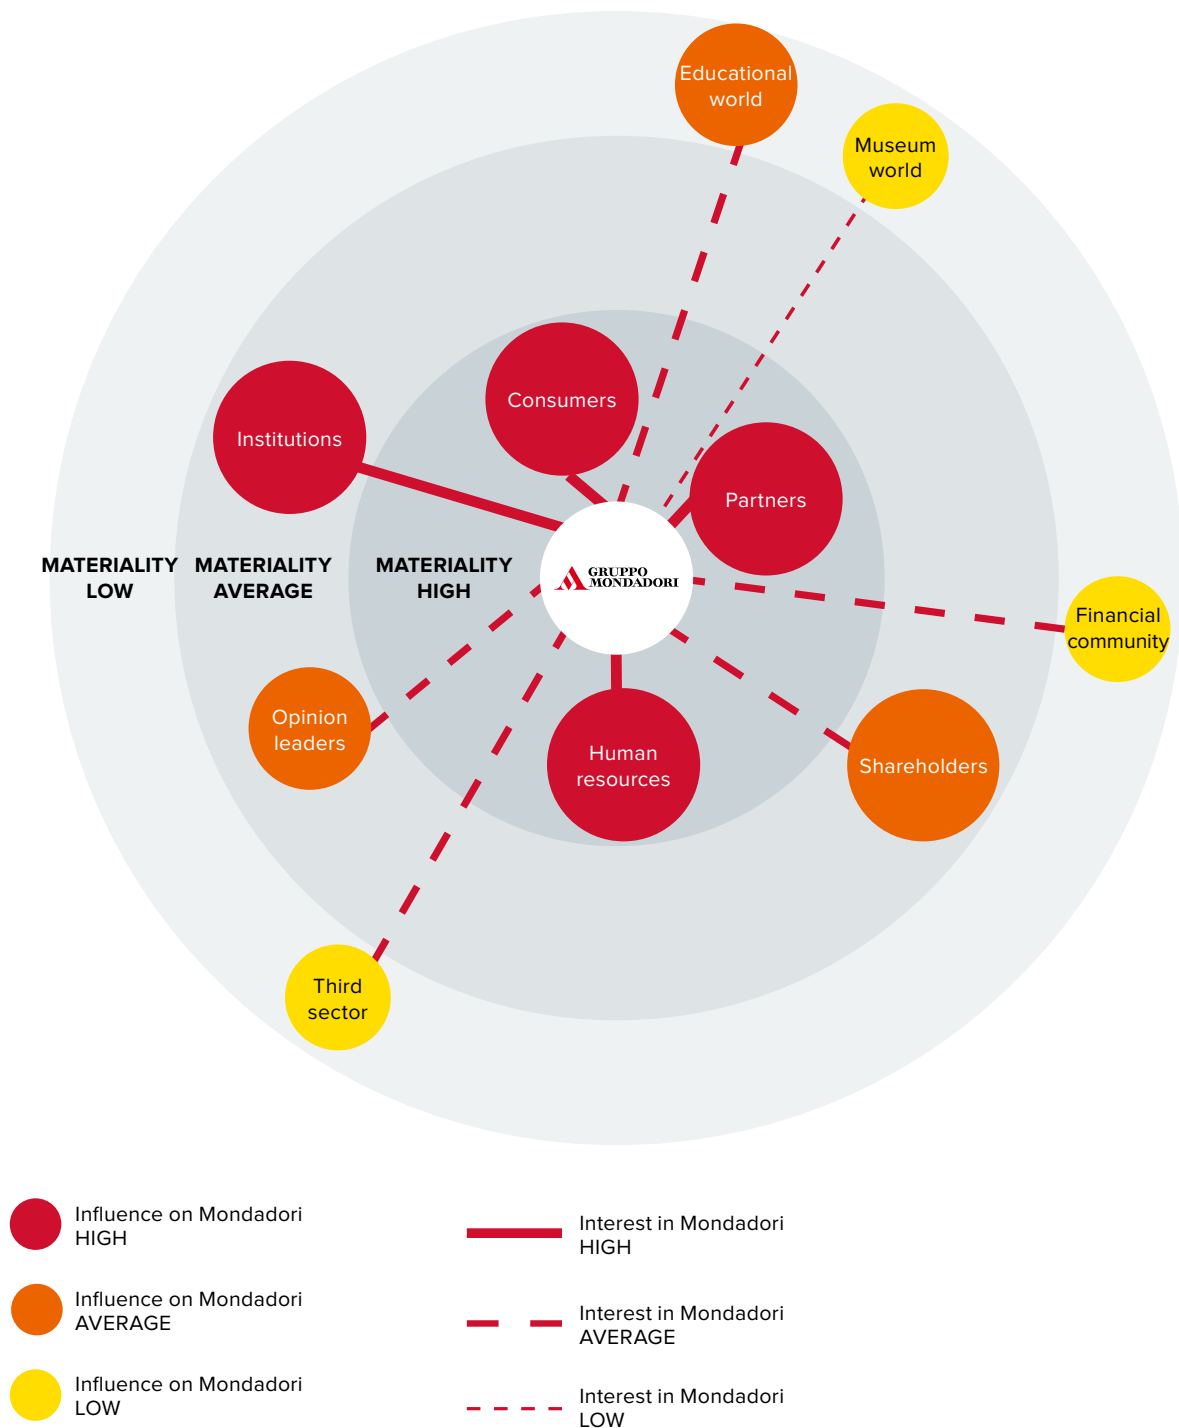 Educational
world
Museum
world
Consumers
Institutions
Partners
MATERIALITY
LOW
MATERIALITY
AVERAGE
MATERIALITY
HIGH
GRUPPO
MONDADORI
Financial
community
Opinion
leaders
Human
resources
Shareholders
Third
sector
Influence on Mondadori
HIGH
Interest in Mondadori
HIGH
Influence on Mondadori
AVERAGE
Interest in Mondadori
AVERAGE
Influence on Mondadori
LOW
Interest in Mondadori
LOW